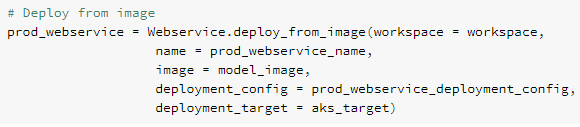 # Deploy from image
prod_webservice = Webservice.deploy_from_image(workspace = workspace,
name = prod_webservice_name,
image = model_image,
deployment_config = prod_webservice_deployment_config,
deployment_target = aks_target)